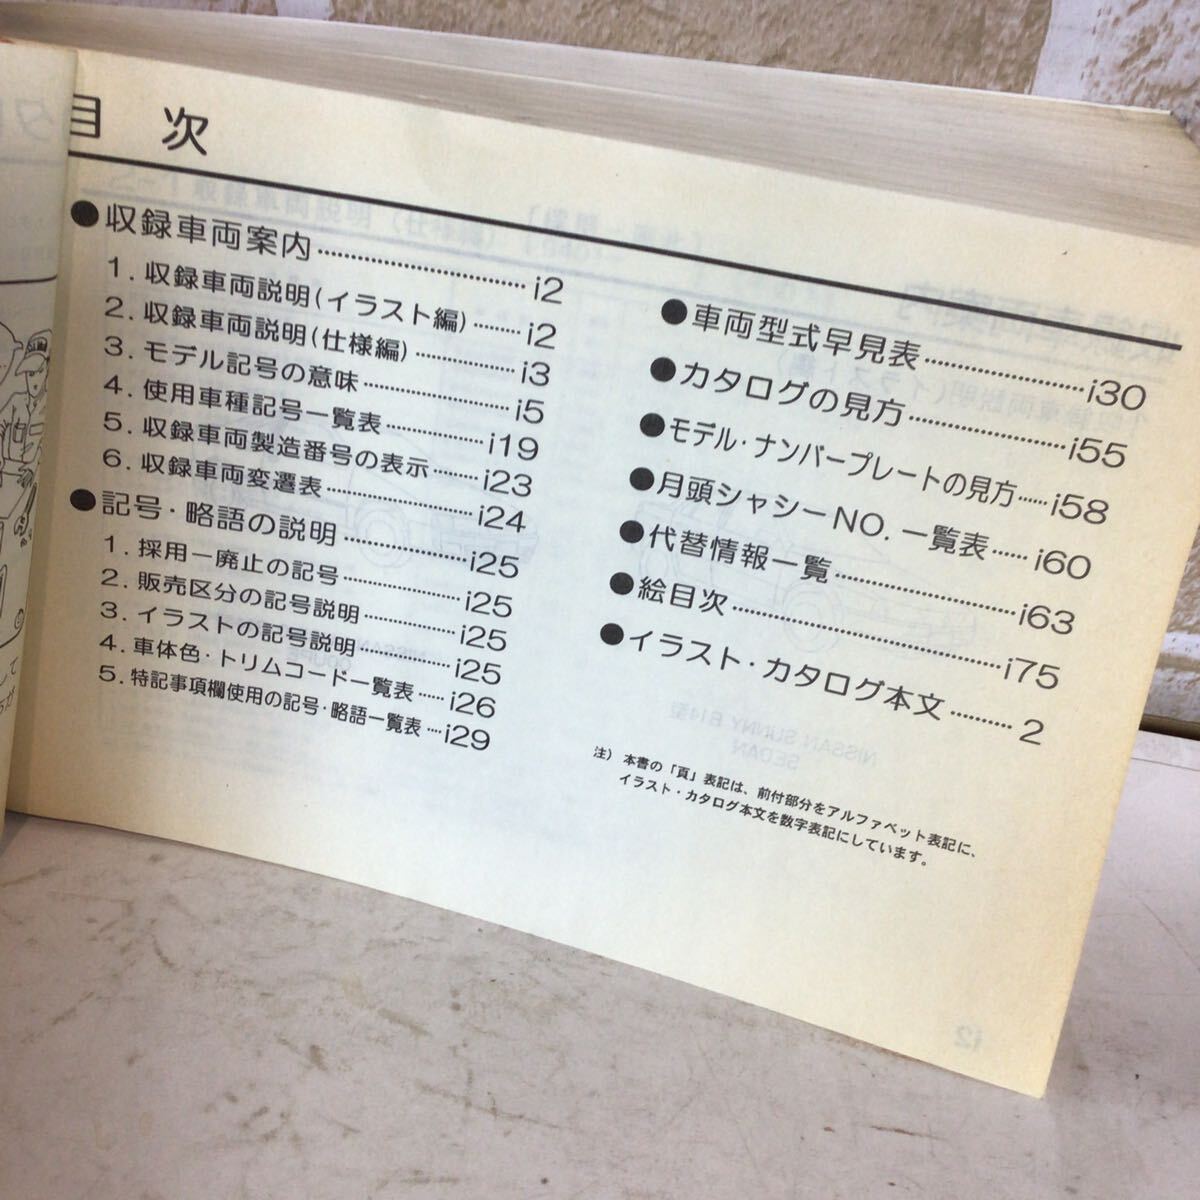 目 次
●収録車両案内……………………i2
1. 収録車両説明(イラスト編)………i2
2. 収録車両説明(仕様編)……………i3
3. モデル記号の意味…………………i5
4. 使用車種記号一覧表………………i19
5. 収録車両製造番号の表示………i23
6. 収録車両変遷表……………………i24
●記号・略語の説明…………………i25
1. 採用ー廃止の記号…………………i25
2. 販売区分の記号説明………………i25
3. イラストの記号説明………………i25
4. 車体色・トリムコード一覧表……i26
5. 特記事項欄使用の記号・略語一覧表…i29
●車両型式早見表……………………i30
●カタログの見方……………………i55
●モデル・ナンバープレートの見方……i58
●月頭シャシーNO. 一覧表………i60
●代替情報一覧………………………i63
●絵目次………………………………i75
●イラスト・カタログ本文…………2
注) 本書の「頁」表記は、前付部分をアルファベット表記に、
イラスト・カタログ本文を数字表記にしています。